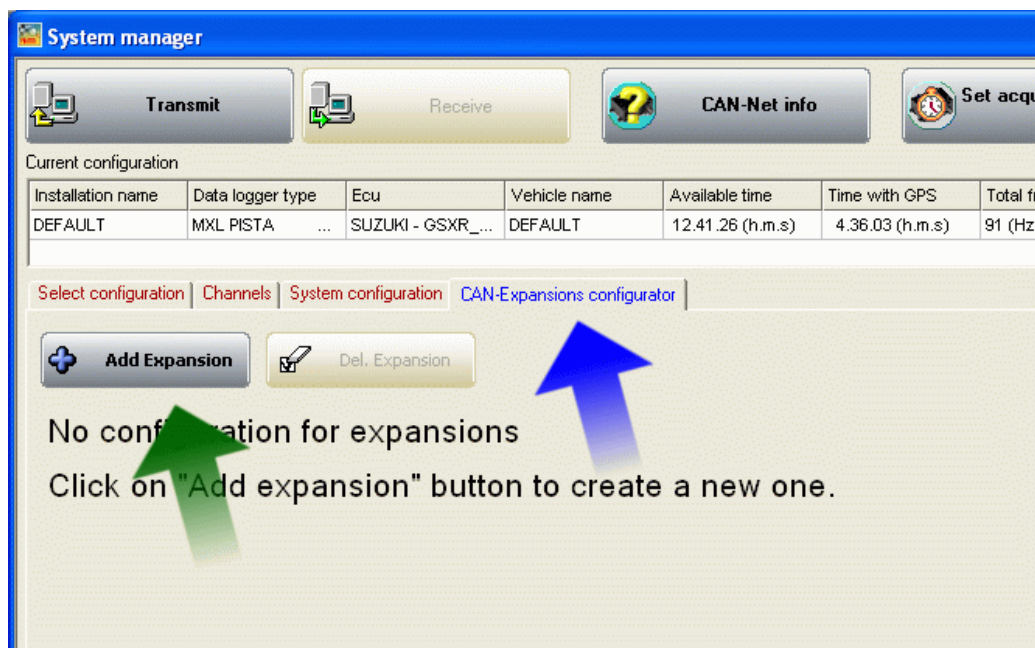 System manager
Transmit
Receive
CAN-Net info
Set acqu
Current configuration
Installation name Data logger type Ecu Vehicle name Available time Time with GPS Total f
DEFAULT MXL PISTA ... SUZUKI - GSXR_... DEFAULT 12.41.26 (h.m.s) 4.36.03 (h.m.s) 91 (Hz
Select configuration Channels System configuration CAN-Expansions configurator
Add Expansion Del. Expansion
No configuration for expansions
Click on "Add expansion" button to create a new one.